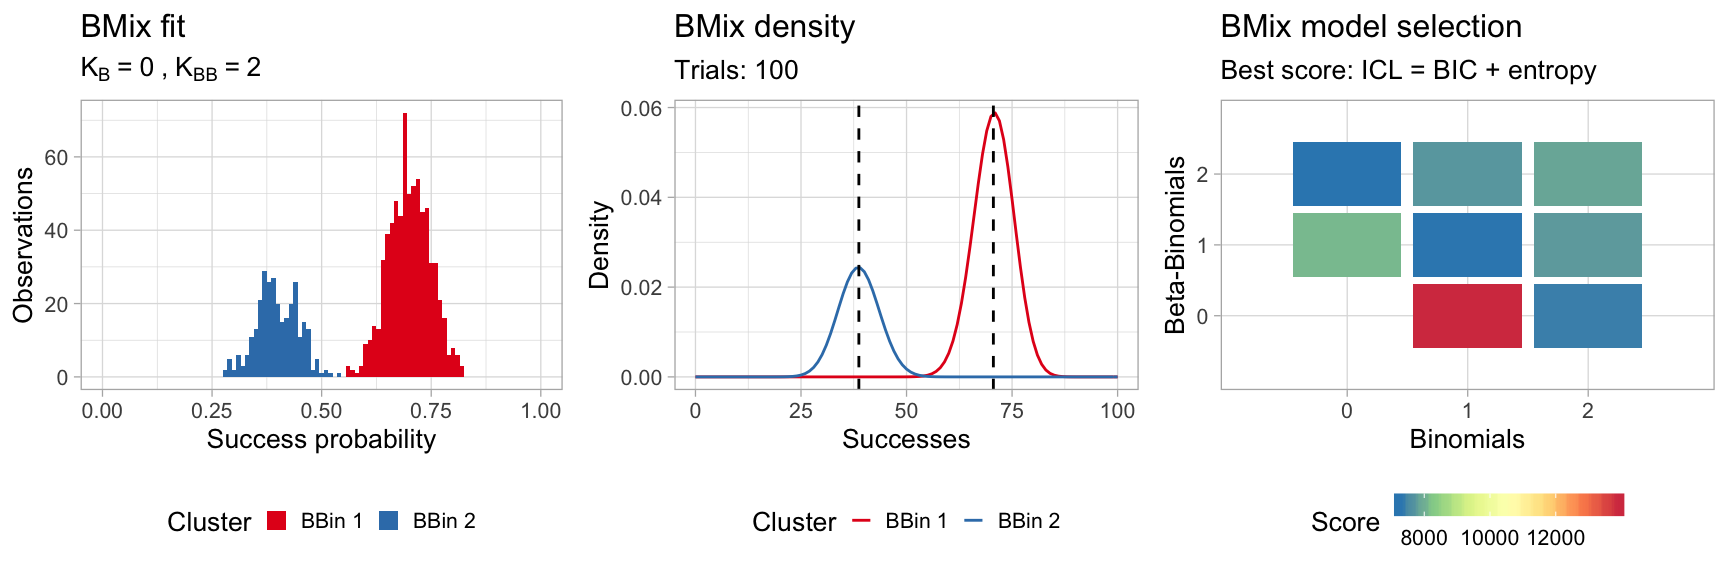 BMix fit
K_B = 0 , K_BB = 2
Observations
60
40
20
0
0.00 0.25 0.50 0.75 1.00
Success probability
Cluster BBin 1 BBin 2
BMix density
Trials: 100
Density
0.06
0.04
0.02
0.00
0 25 50 75 100
Successes
Cluster BBin 1 BBin 2
BMix model selection
Best score: ICL = BIC + entropy
Beta-Binomials
2
1
0
0 1 2
Binomials
Score
8000 10000 12000